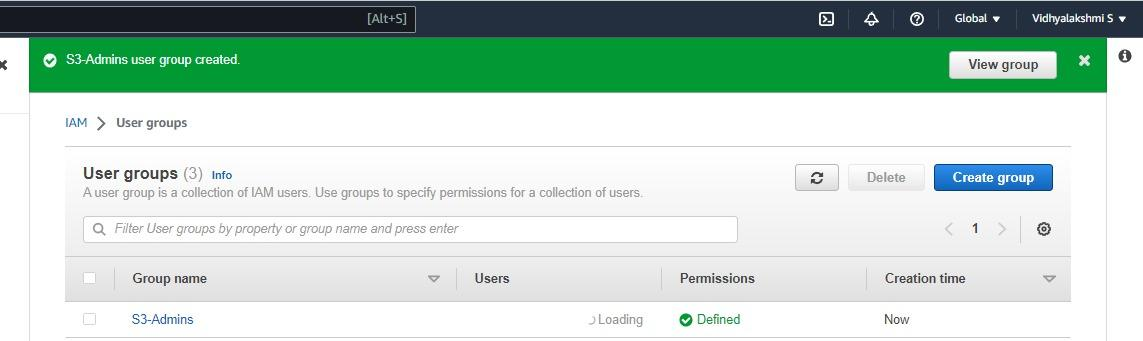 [Alt+S] Global Vidhyalakshmi S
S3-Admins user group created. View group
IAM User groups
User groups (3) Info
A user group is a collection of IAM users. Use groups to specify permissions for a collection of users.
Delete Create group
Filter User groups by property or group name and press enter
1
Group name Users Permissions Creation time
S3-Admins Loading Defined Now